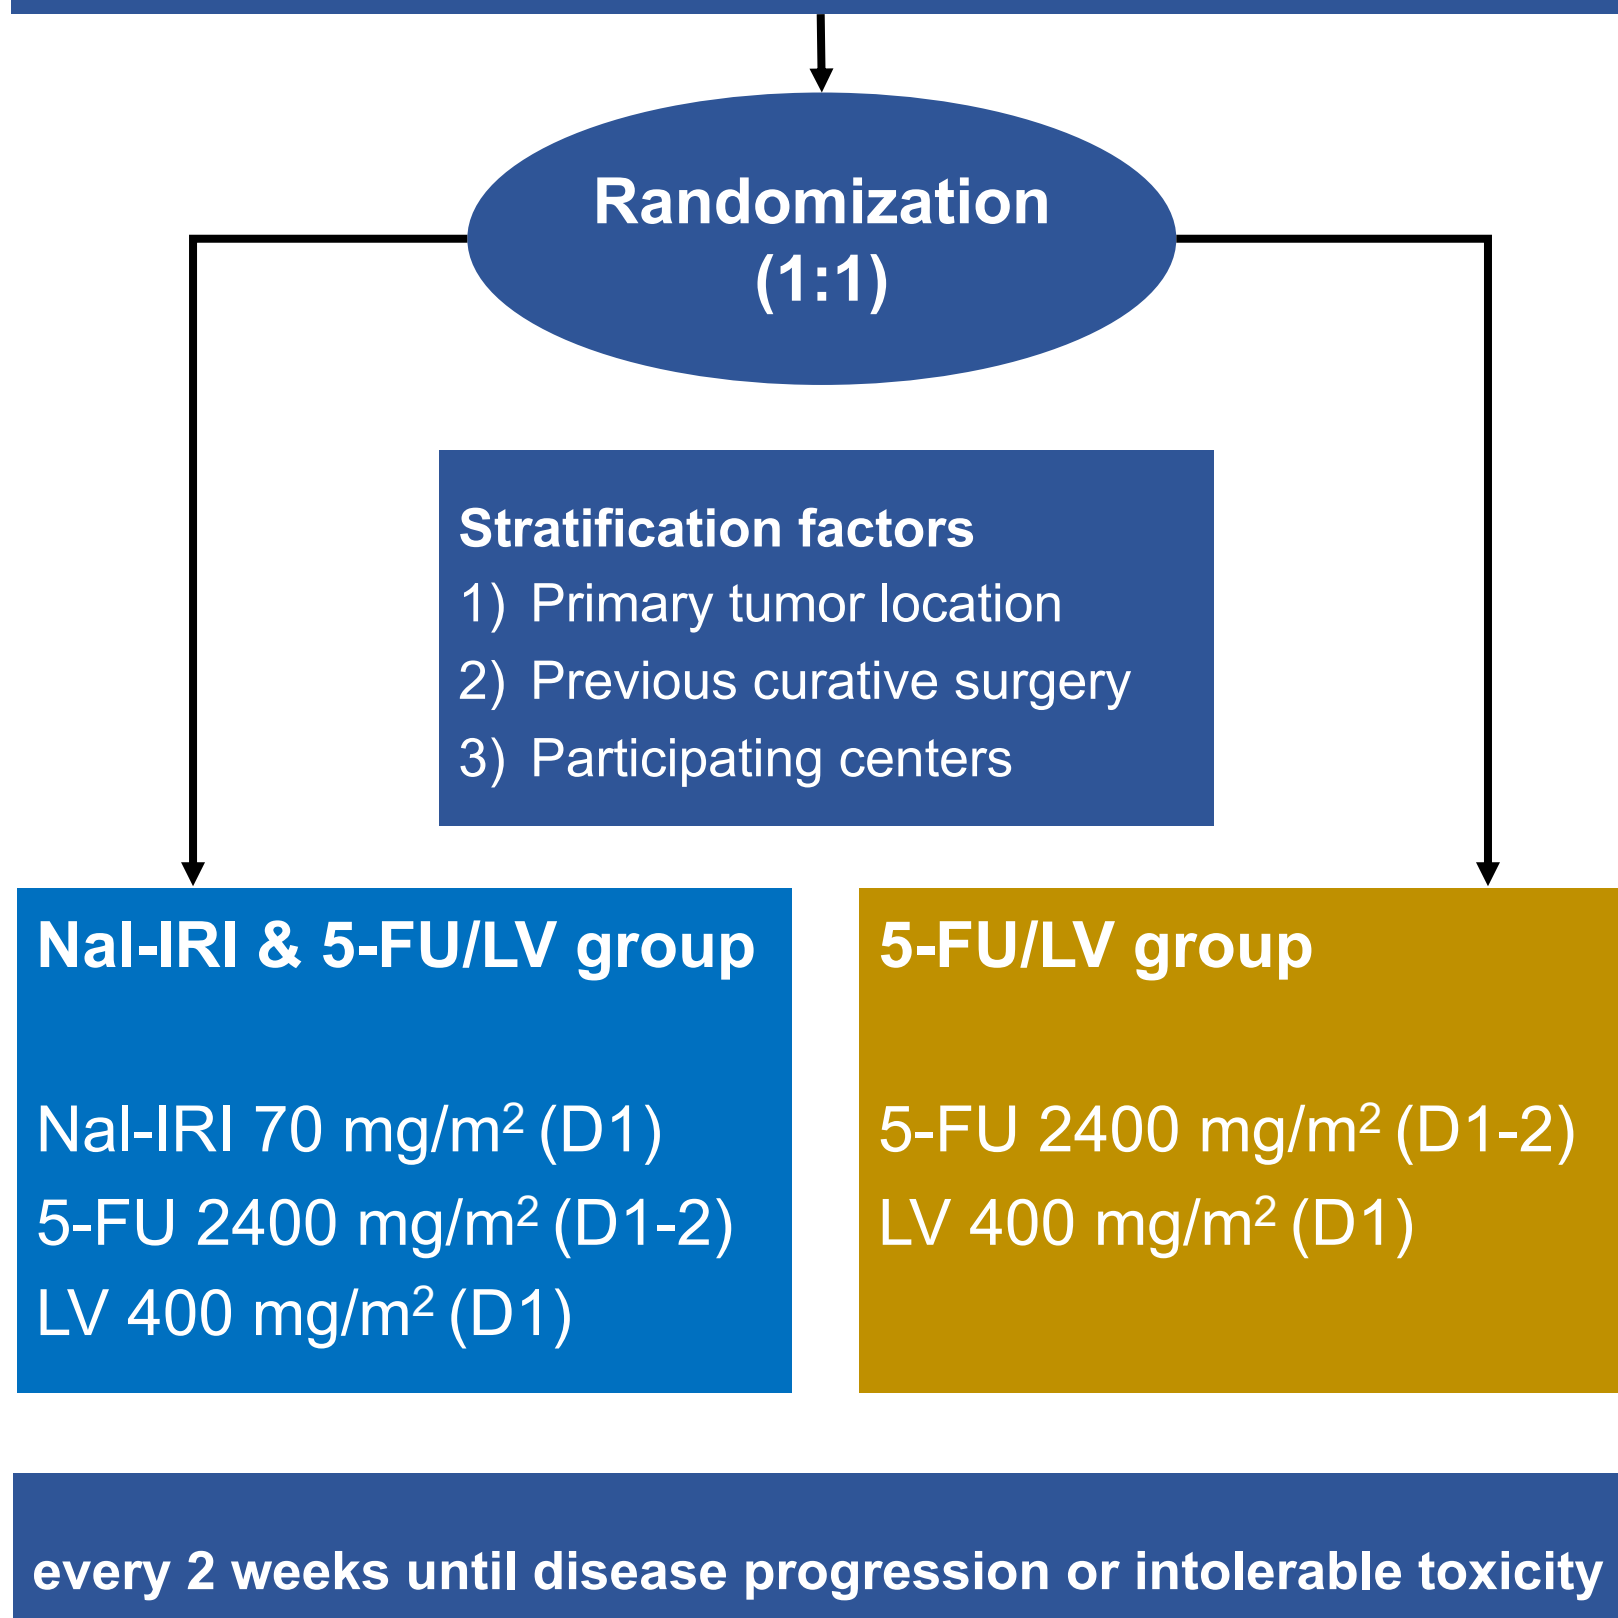 Randomization
(1:1)
Stratification factors
1) Primary tumor location
2) Previous curative surgery
3) Participating centers
Nal-IRI & 5-FU/LV group
Nal-IRI 70 mg/m² (D1)
5-FU 2400 mg/m² (D1-2)
LV 400 mg/m² (D1)
5-FU/LV group
5-FU 2400 mg/m² (D1-2)
LV 400 mg/m² (D1)
every 2 weeks until disease progression or intolerable toxicity